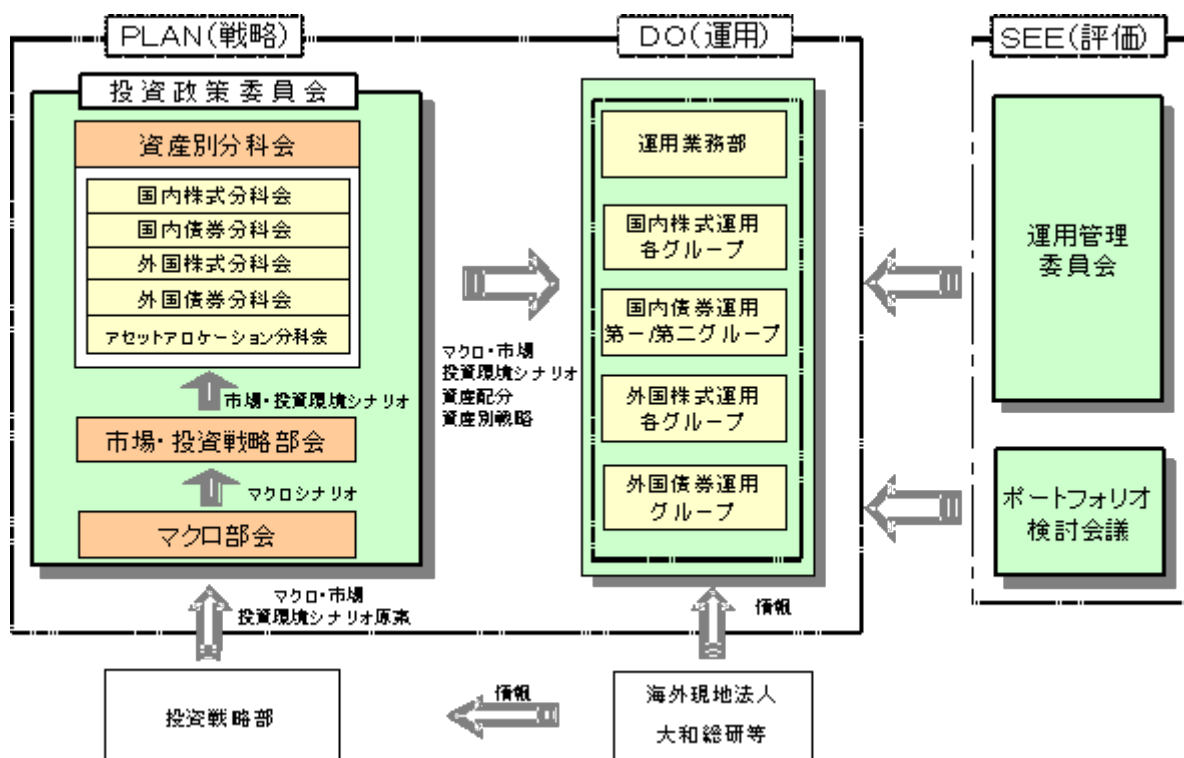 PLAN(戦略)
投資政策委員会
資産別分科会
国内株式分科会
国内債券分科会
外国株式分科会
外国債券分科会
アセットアロケーション分科会
市場・投資環境シナリオ
市場・投資戦略部会
マクロシナリオ
マクロ部会
マクロ・市場
投資環境シナリオ原案
投資戦略部
マクロ・市場
投資環境シナリオ
資産配分
資産別戦略
DO(運用)
運用業務部
国内株式運用
各グループ
国内債券運用
第一/第二グループ
外国株式運用
各グループ
外国債券運用
グループ
情報
情報
海外現地法人
大和総研等
SEE(評価)
運用管理
委員会
ポートフォリオ
検討会議